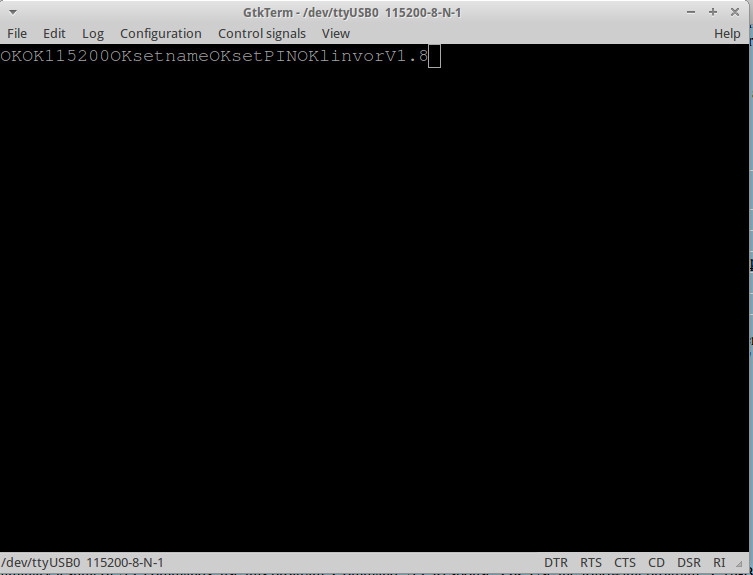 GtkTerm - /dev/ttyUSB0 115200-8-N-1
File Edit Log Configuration Control signals View Help
OKOK115200OKsetnameOKsetPINOKlinvorV1.8
/dev/ttyUSB0 115200-8-N-1 DTR RTS CTS CD DSR RI